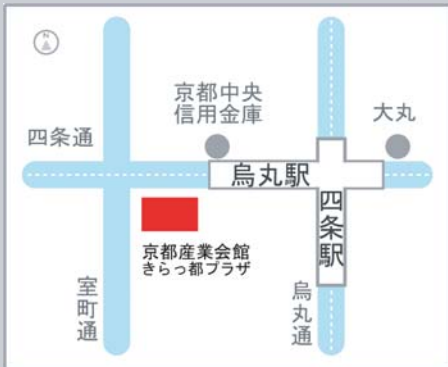 N
京都中央
信用金庫
大丸
四条通
烏丸駅
四条駅
京都産業会館
きらっ都プラザ
室町通
烏丸通